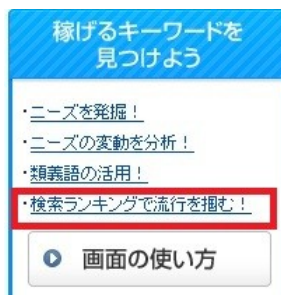 稼げるキーワードを
見つけよう
・ニーズを発掘！
・ニーズの変動を分析！
・類義語の活用！
・検索ランキングで流行を掴む！
画面の使い方